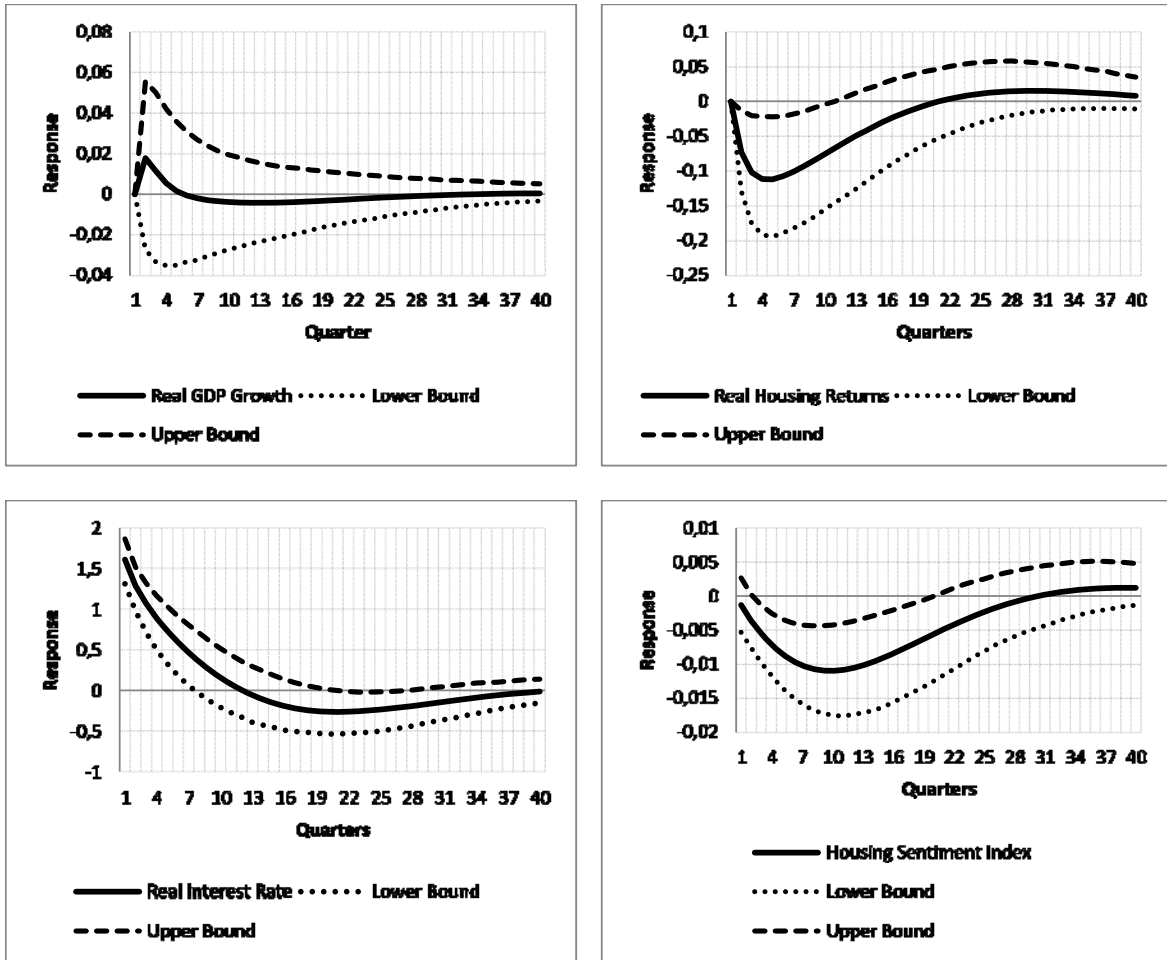 0,08
0,06
0,04
0,02
0
-0,02
-0,04
Response
1 4 7 10 13 16 19 22 25 28 31 34 37 40
Quarter
Real GDP Growth Lower Bound
Upper Bound
0,1
0,05
0
-0,05
-0,1
-0,15
-0,2
-0,25
Response
1 4 7 10 13 16 19 22 25 28 31 34 37 40
Quarters
Real Housing Returns Lower Bound
Upper Bound
2
1,5
1
0,5
0
-0,5
-1
Response
1 4 7 10 13 16 19 22 25 28 31 34 37 40
Quarters
Real Interest Rate Lower Bound
Upper Bound
0,01
0,005
0
-0,005
-0,01
-0,015
-0,02
Response
1 4 7 10 13 16 19 22 25 28 31 34 37 40
Quarters
Housing Sentiment Index
Lower Bound
Upper Bound